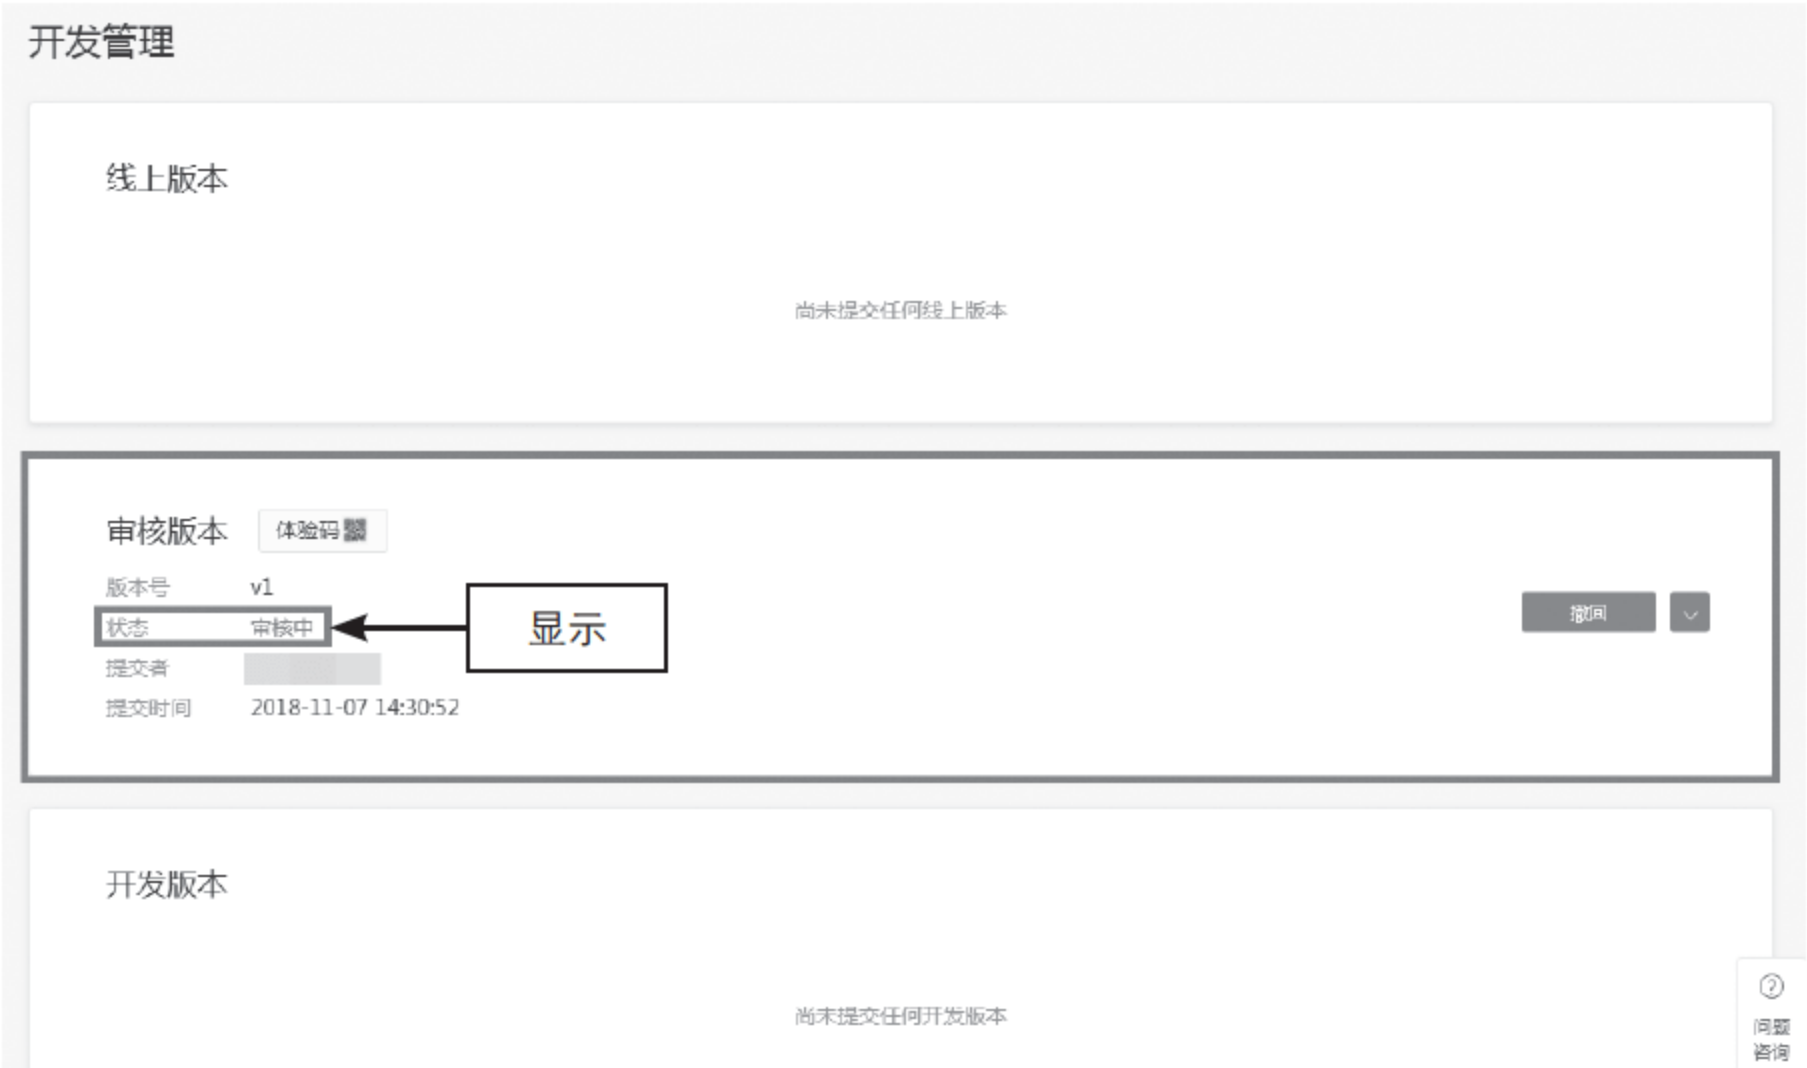 开发管理
线上版本
尚未提交任何线上版本
审核版本 体验码
版本号 v1
状态 审核中
显示
撤回
提交者
提交时间 2018-11-07 14:30:52
开发版本
尚未提交任何开发版本
问题
咨询